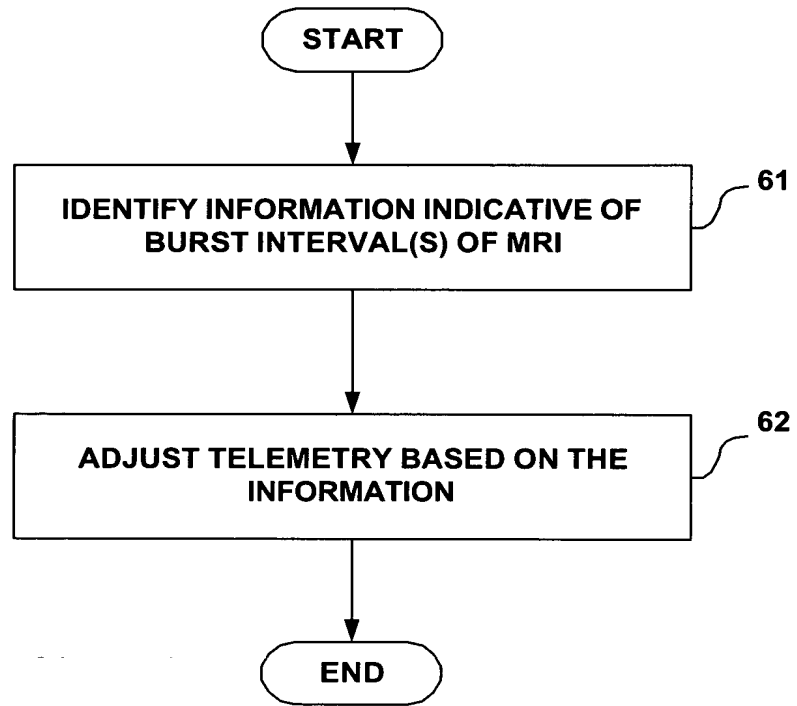 START
IDENTIFY INFORMATION INDICATIVE OF
BURST INTERVAL(S) OF MRI
61
ADJUST TELEMETRY BASED ON THE
INFORMATION
62
END